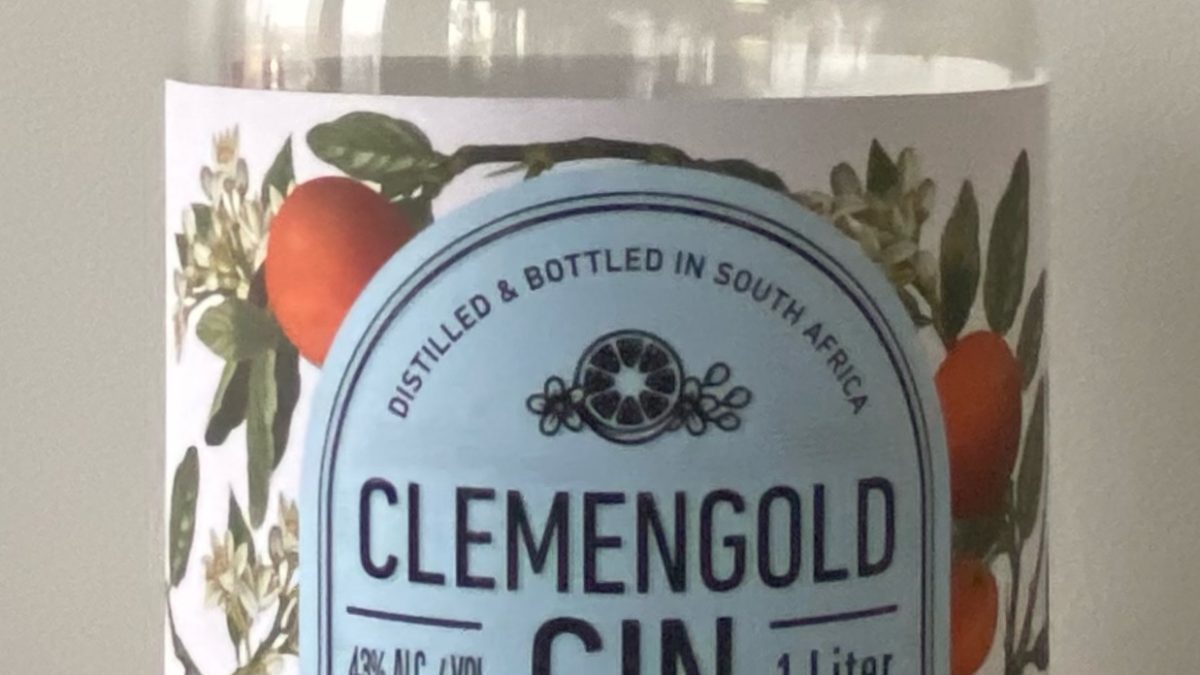 DISTILLED & BOTTLED IN SOUTH AFRICA
CLEMENGOLD
GIN
43% ALC / VOL
1 Liter